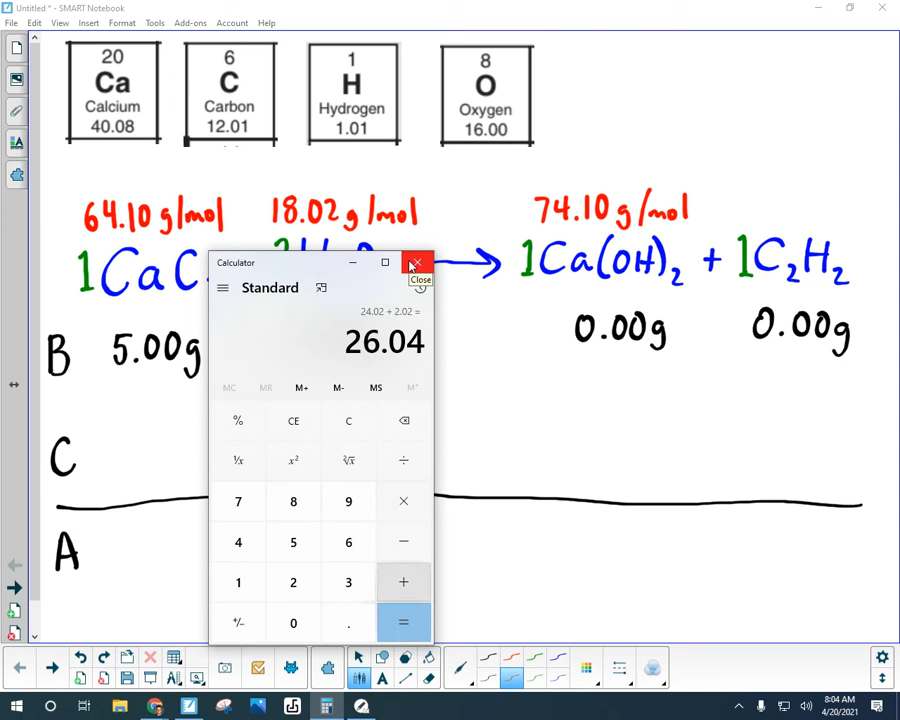 Untitled * - SMART Notebook
File Edit View Insert Format Tools Add-ons Account Help
20 6 1 8
Ca C H O
Calcium Carbon Hydrogen Oxygen
40.08 12.01 1.01 16.00
64.10 g/mol 18.02 g/mol 74.10 g/mol
1CaC → 1Ca(OH)₂ + 1C₂H₂
B 5.00g 0.00g 0.00g
C
A
Calculator
Close
Standard
24.02 + 2.02 =
26.04
MC MR M+ M- MS M˅
% CE C
¹/x x² ²√x ÷
7 8 9 ×
4 5 6 −
1 2 3 +
+/− 0 . =
8:04 AM
4/20/2021